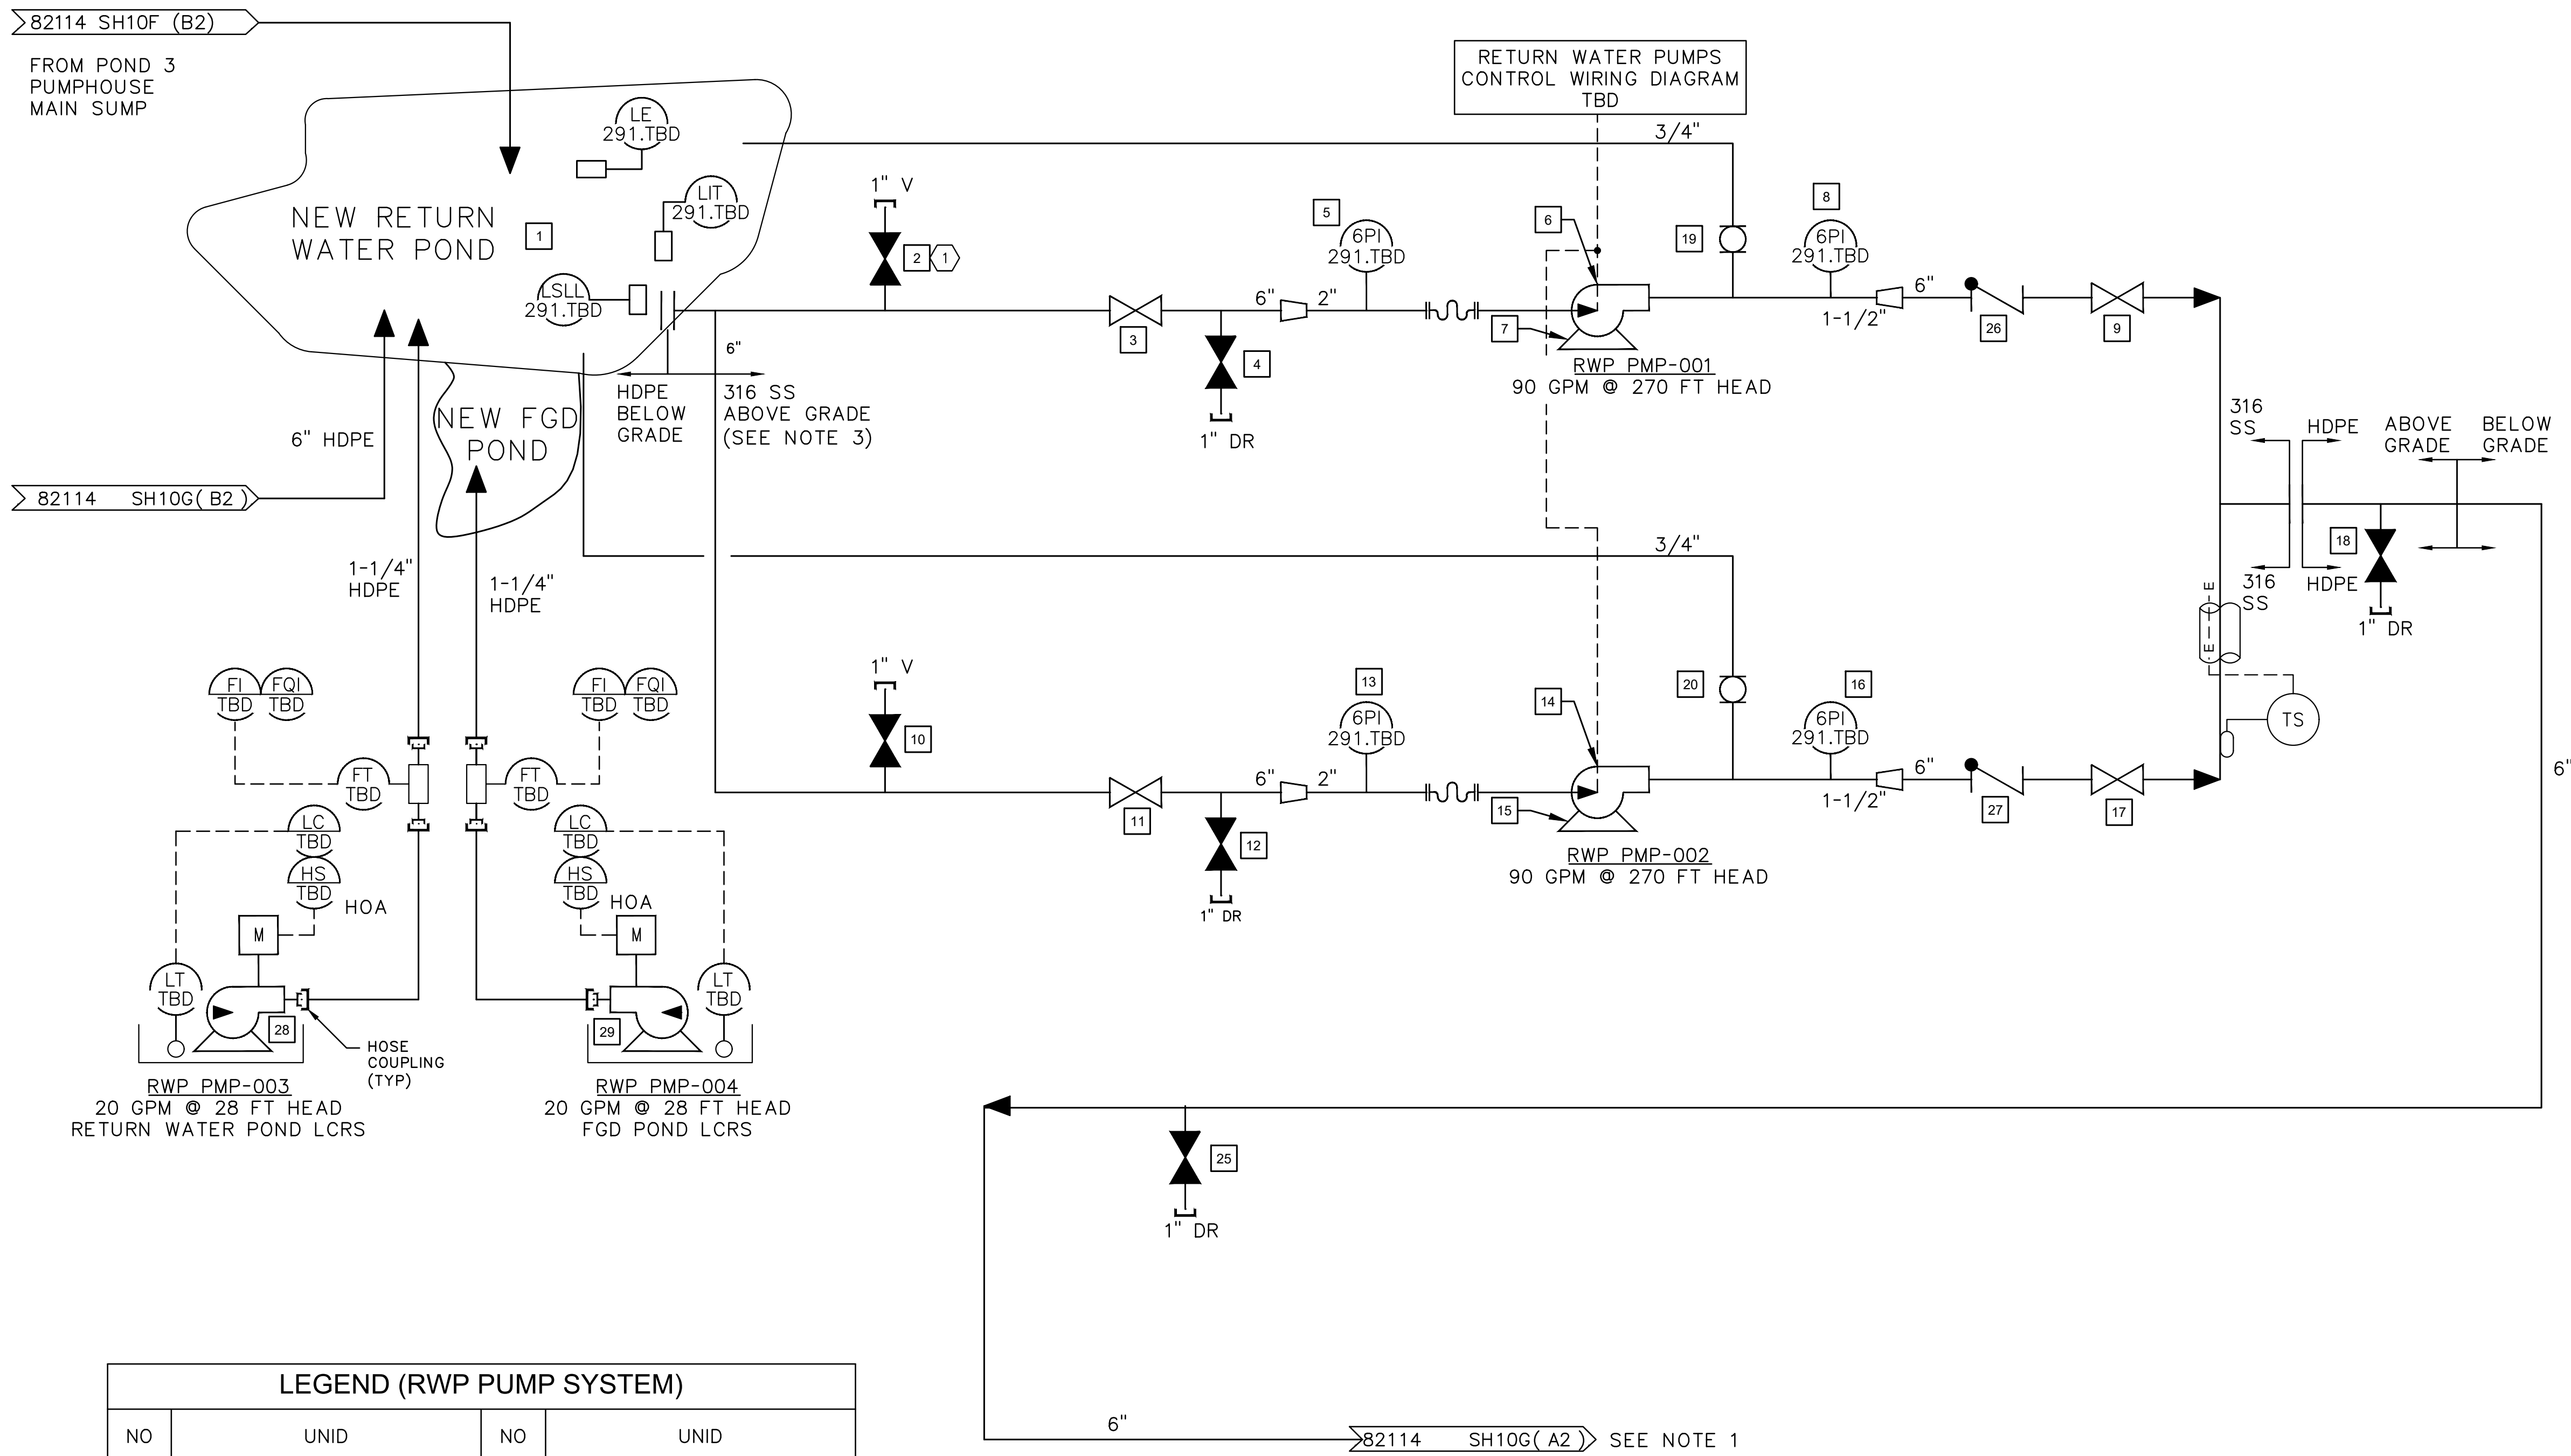 82114 SH10F (B2)
FROM POND 3
PUMPHOUSE
MAIN SUMP
NEW RETURN
WATER POND
1
LE
291.TBD
LIT
291.TBD
LSLL
291.TBD
NEW FGD
POND
6" HDPE
82114 SH10G( B2 )
HDPE
BELOW
GRADE
316 SS
ABOVE GRADE
(SEE NOTE 3)
6"
1" V
2
1
3
4
1" DR
6"
2"
5
6PI
291.TBD
RETURN WATER PUMPS
CONTROL WIRING DIAGRAM
TBD
6
7
RWP PMP-001
90 GPM @ 270 FT HEAD
3/4"
19
8
6PI
291.TBD
1-1/2"
6"
26
9
316
SS
HDPE
ABOVE
GRADE
BELOW
GRADE
316
SS
HDPE
18
1" DR
E
E
TS
6"
1-1/4"
HDPE
1-1/4"
HDPE
FI
TBD
FQI
TBD
FI
TBD
FQI
TBD
FT
TBD
FT
TBD
LC
TBD
HS
TBD
HOA
M
LC
TBD
HS
TBD
HOA
M
LT
TBD
LT
TBD
28
29
HOSE
COUPLING
(TYP)
RWP PMP-003
20 GPM @ 28 FT HEAD
RETURN WATER POND LCRS
RWP PMP-004
20 GPM @ 28 FT HEAD
FGD POND LCRS
1" V
10
11
12
1" DR
6"
2"
13
6PI
291.TBD
14
15
RWP PMP-002
90 GPM @ 270 FT HEAD
3/4"
20
16
6PI
291.TBD
1-1/2"
6"
27
17
25
1" DR
6"
82114 SH10G( A2 )
SEE NOTE 1
LEGEND (RWP PUMP SYSTEM)
NO UNID NO UNID